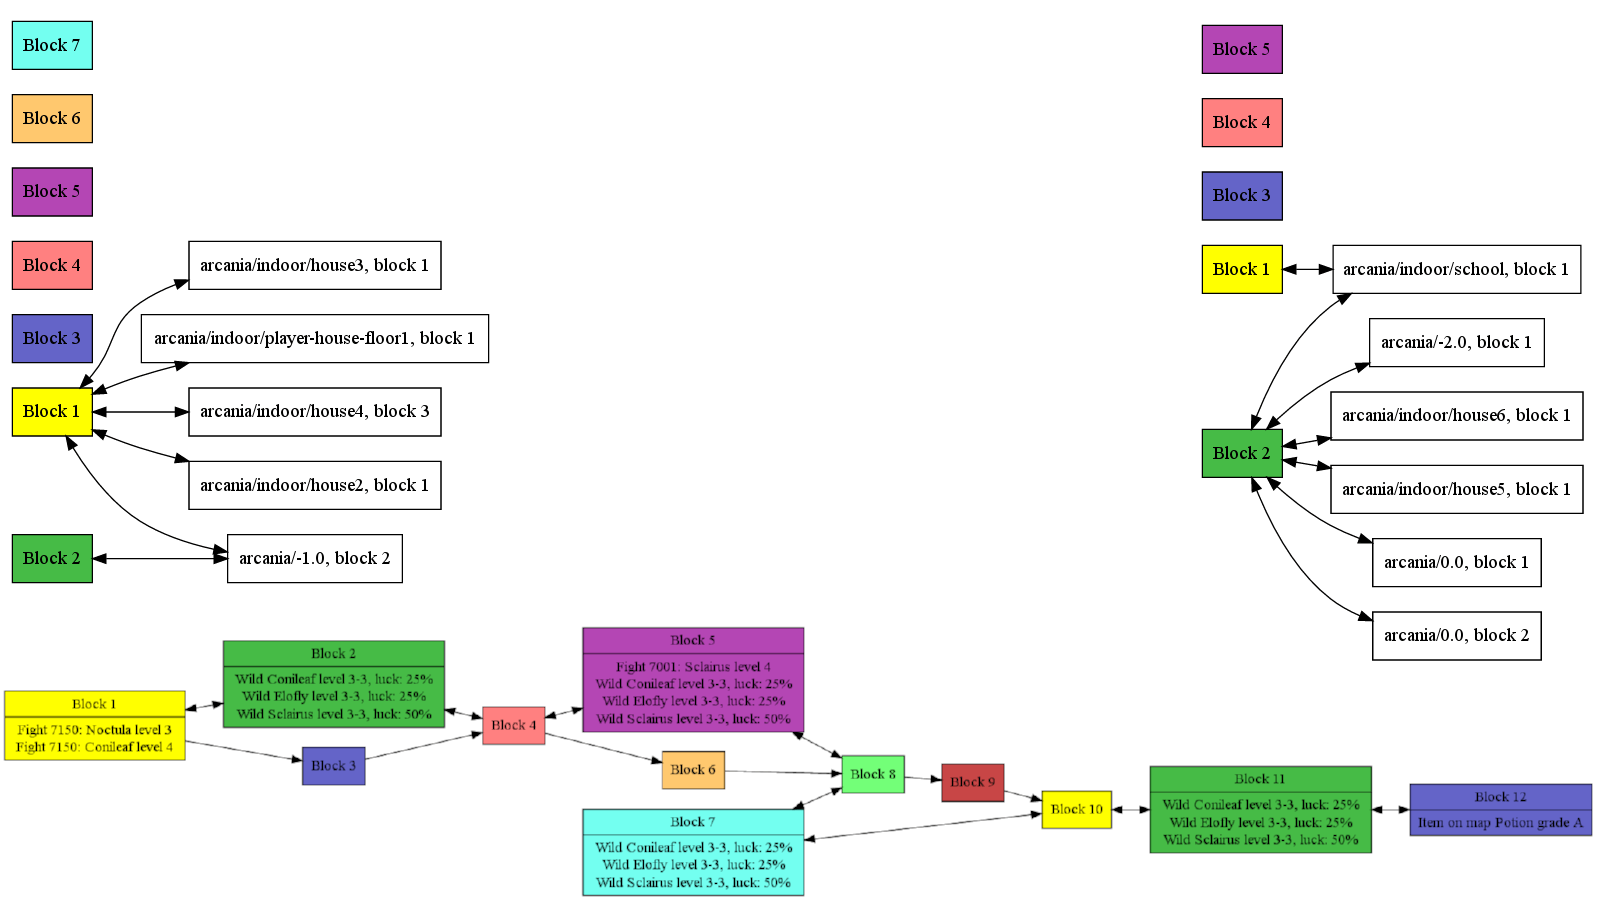 Block 7
Block 6
Block 5
Block 4
arcania/indoor/house3, block 1
Block 3
arcania/indoor/player-house-floor1, block 1
Block 1
arcania/indoor/house4, block 3
arcania/indoor/house2, block 1
Block 2
arcania/-1.0, block 2
Block 5
Block 4
Block 3
Block 1
arcania/indoor/school, block 1
arcania/-2.0, block 1
arcania/indoor/house6, block 1
Block 2
arcania/indoor/house5, block 1
arcania/0.0, block 1
arcania/0.0, block 2
Block 1
Fight 7150: Noctula level 3
Fight 7150: Conileaf level 4
Block 2
Wild Conileaf level 3-3, luck: 25%
Wild Elofly level 3-3, luck: 25%
Wild Sclairus level 3-3, luck: 50%
Block 3
Block 4
Block 5
Fight 7001: Sclairus level 4
Wild Conileaf level 3-3, luck: 25%
Wild Elofly level 3-3, luck: 25%
Wild Sclairus level 3-3, luck: 50%
Block 6
Block 7
Wild Conileaf level 3-3, luck: 25%
Wild Elofly level 3-3, luck: 25%
Wild Sclairus level 3-3, luck: 50%
Block 8
Block 9
Block 10
Block 11
Wild Conileaf level 3-3, luck: 25%
Wild Elofly level 3-3, luck: 25%
Wild Sclairus level 3-3, luck: 50%
Block 12
Item on map Potion grade A